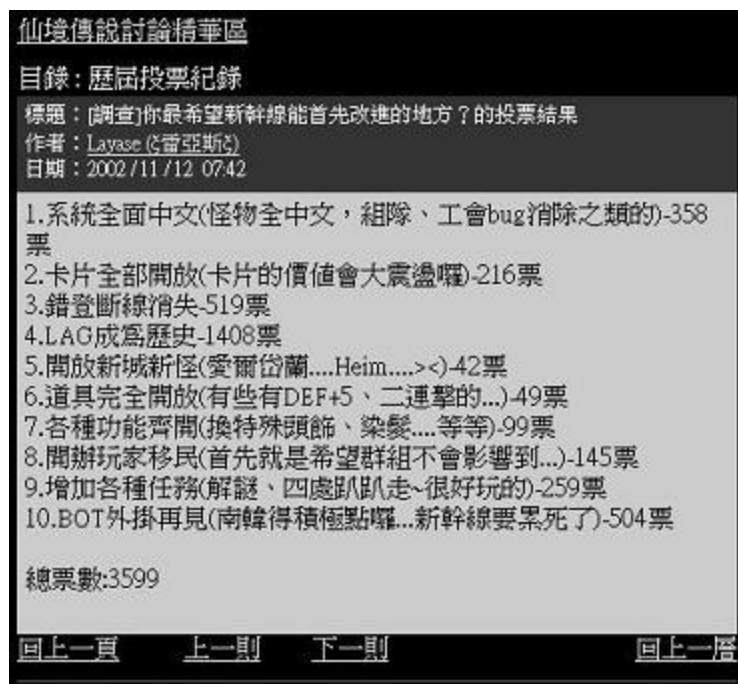 仙境傳說討論精華區
目錄：歷屆投票紀錄
標題：[調查]你最希望新幹線能首先改進的地方？的投票結果
作者：Layase (ξ雷亞斯ξ)
日期：2002 / 11 / 12 07:42
1.系統全面中文(怪物全中文，組隊、工會bug消除之類的)-358
票
2.卡片全部開放(卡片的價值會大震盪囉)-216票
3.錯登斷線消失-519票
4.LAG成為歷史-1408票
5.開放新城新怪(愛爾岱蘭....Heim....><)-42票
6.道具完全開放(有些有DEF+5、二連擊的...)-49票
7.各種功能齊開(換特殊頭飾、染髮....等等)-99票
8.開辦玩家移民(首先就是希望群組不會影響到...)-145票
9.增加各種任務(解謎、四處趴趴走~很好玩的)-259票
10.BOT外掛再見(南韓得積極點囉...新幹線要累死了)-504票
總票數:3599
回上一頁 上一則 下一則 回上一層